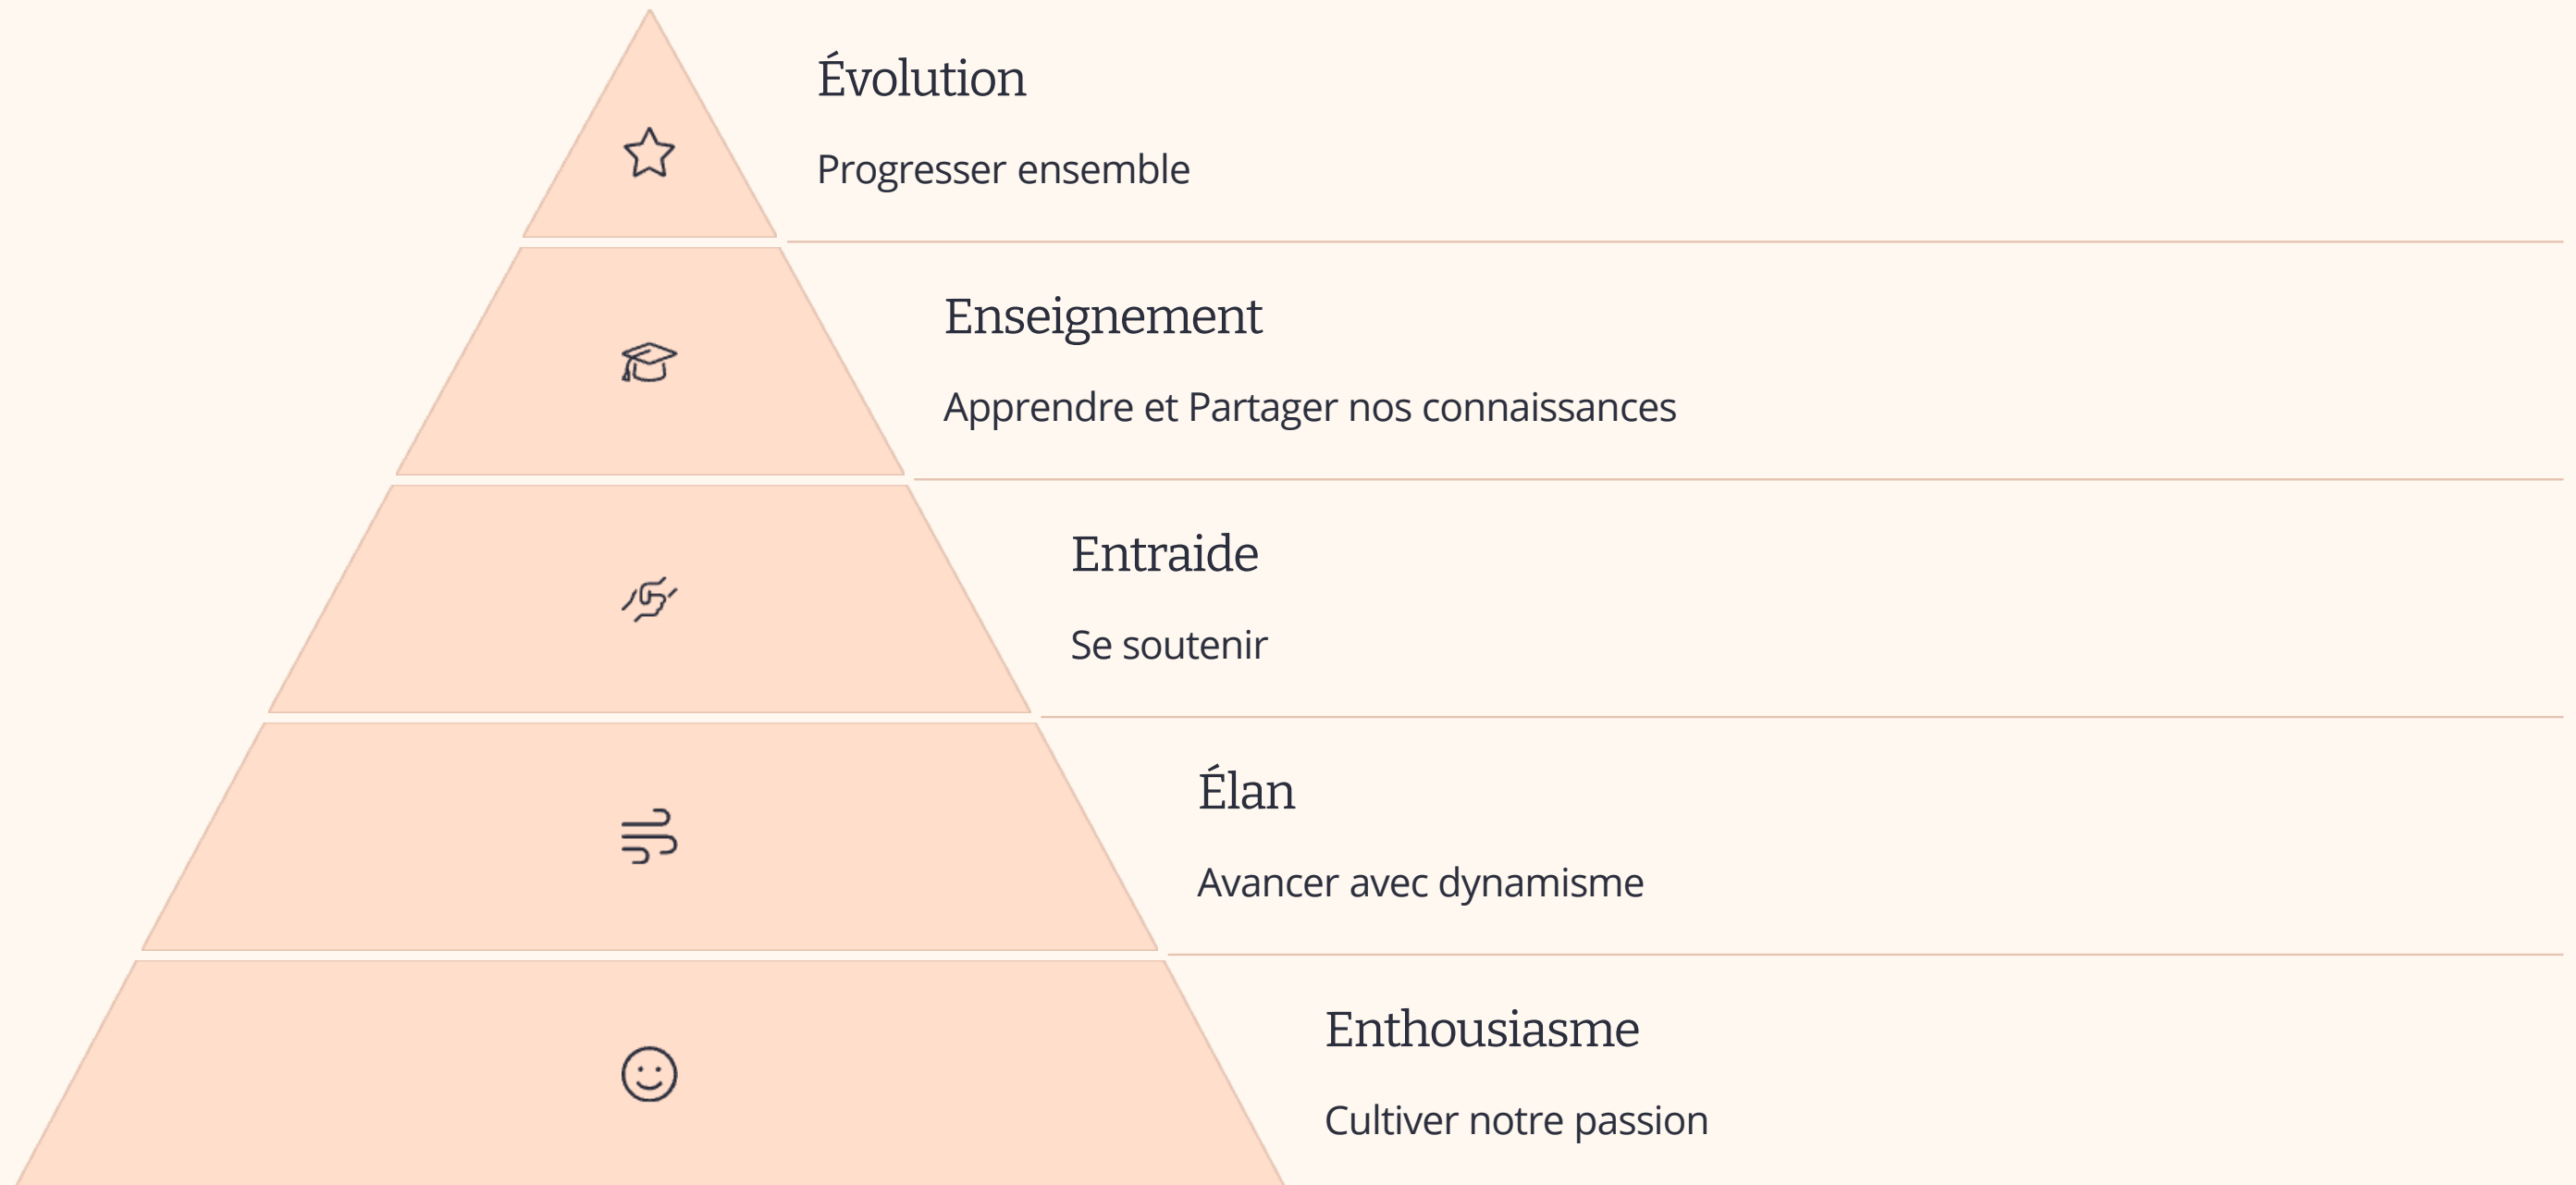 Évolution
Progresser ensemble
Enseignement
Apprendre et Partager nos connaissances
Entraide
Se soutenir
Élan
Avancer avec dynamisme
Enthousiasme
Cultiver notre passion